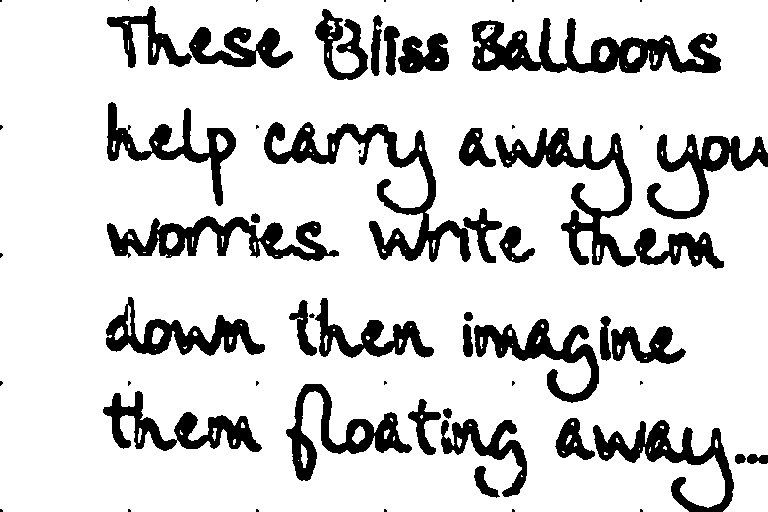 These Bliss Balloons
help carry away you
worries. Write them
down then imagine
them floating away...